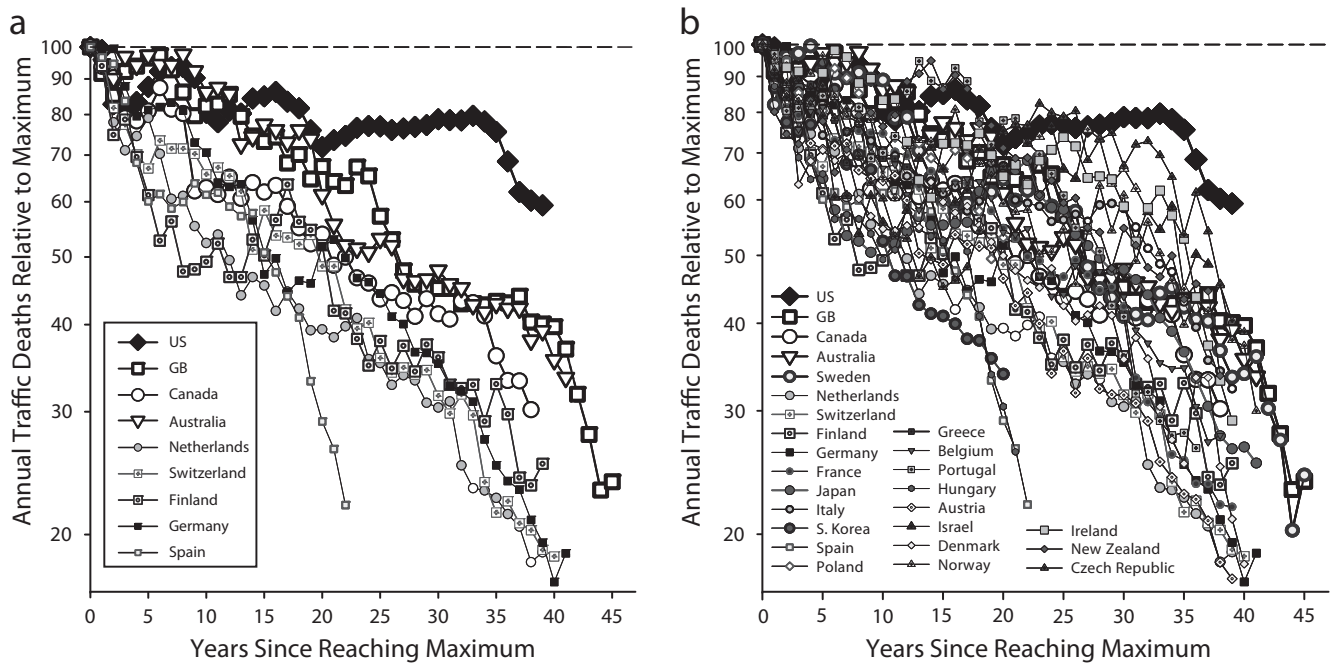 a
Annual Traffic Deaths Relative to Maximum
100
90
80
70
60
50
40
30
20
US
GB
Canada
Australia
Netherlands
Switzerland
Finland
Germany
Spain
0 5 10 15 20 25 30 35 40 45
Years Since Reaching Maximum
b
Annual Traffic Deaths Relative to Maximum
100
90
80
70
60
50
40
30
20
US
GB
Canada
Australia
Sweden
Netherlands
Switzerland
Finland
Germany
France
Japan
Italy
S. Korea
Spain
Poland
Greece
Belgium
Portugal
Hungary
Austria
Israel
Denmark
Norway
Ireland
New Zealand
Czech Republic
0 5 10 15 20 25 30 35 40 45
Years Since Reaching Maximum